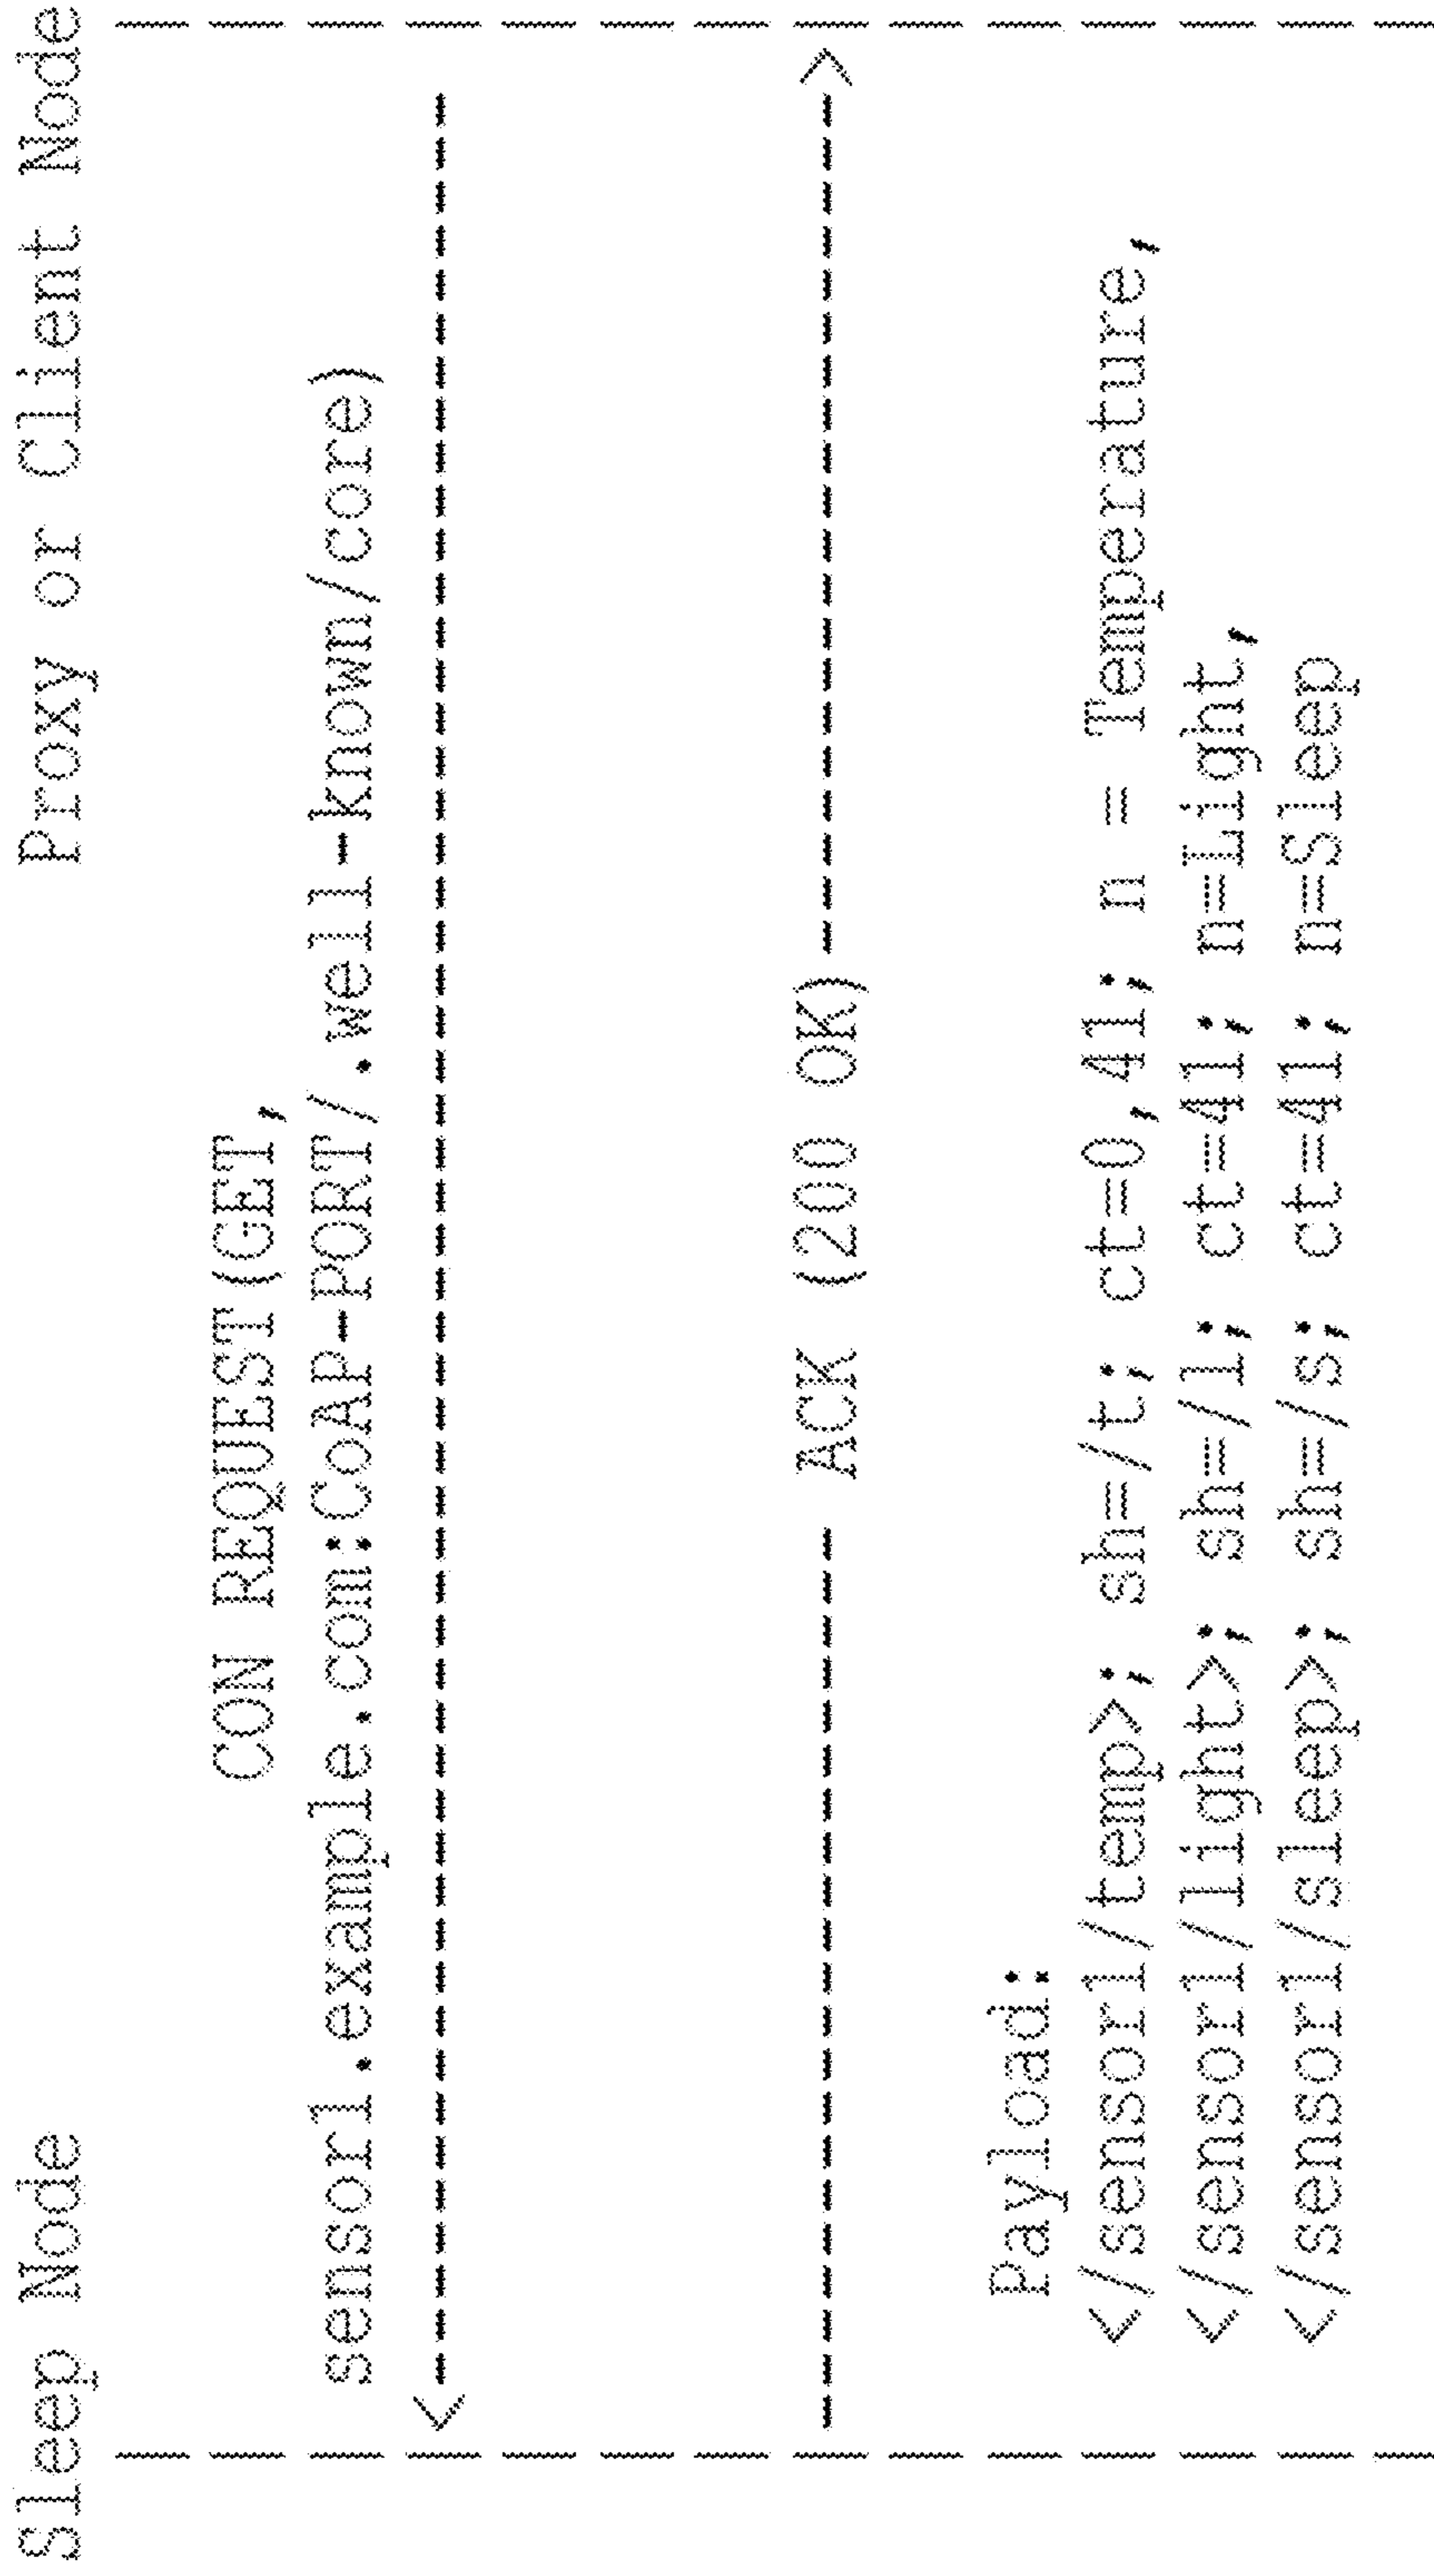 Sleep Node Proxy or Client Node
CON REQUEST(GET,
sensor1.example.com:CoAP-PORT/.well-known/core)
ACK (200 OK)
Payload:
</sensor1/temp>; sh=/t; ct=0,41; n = Temperature,
</sensor1/light>; sh=/l; ct=41; n=Light,
</sensor1/sleep>; sh=/s; ct=41; n=Sleep